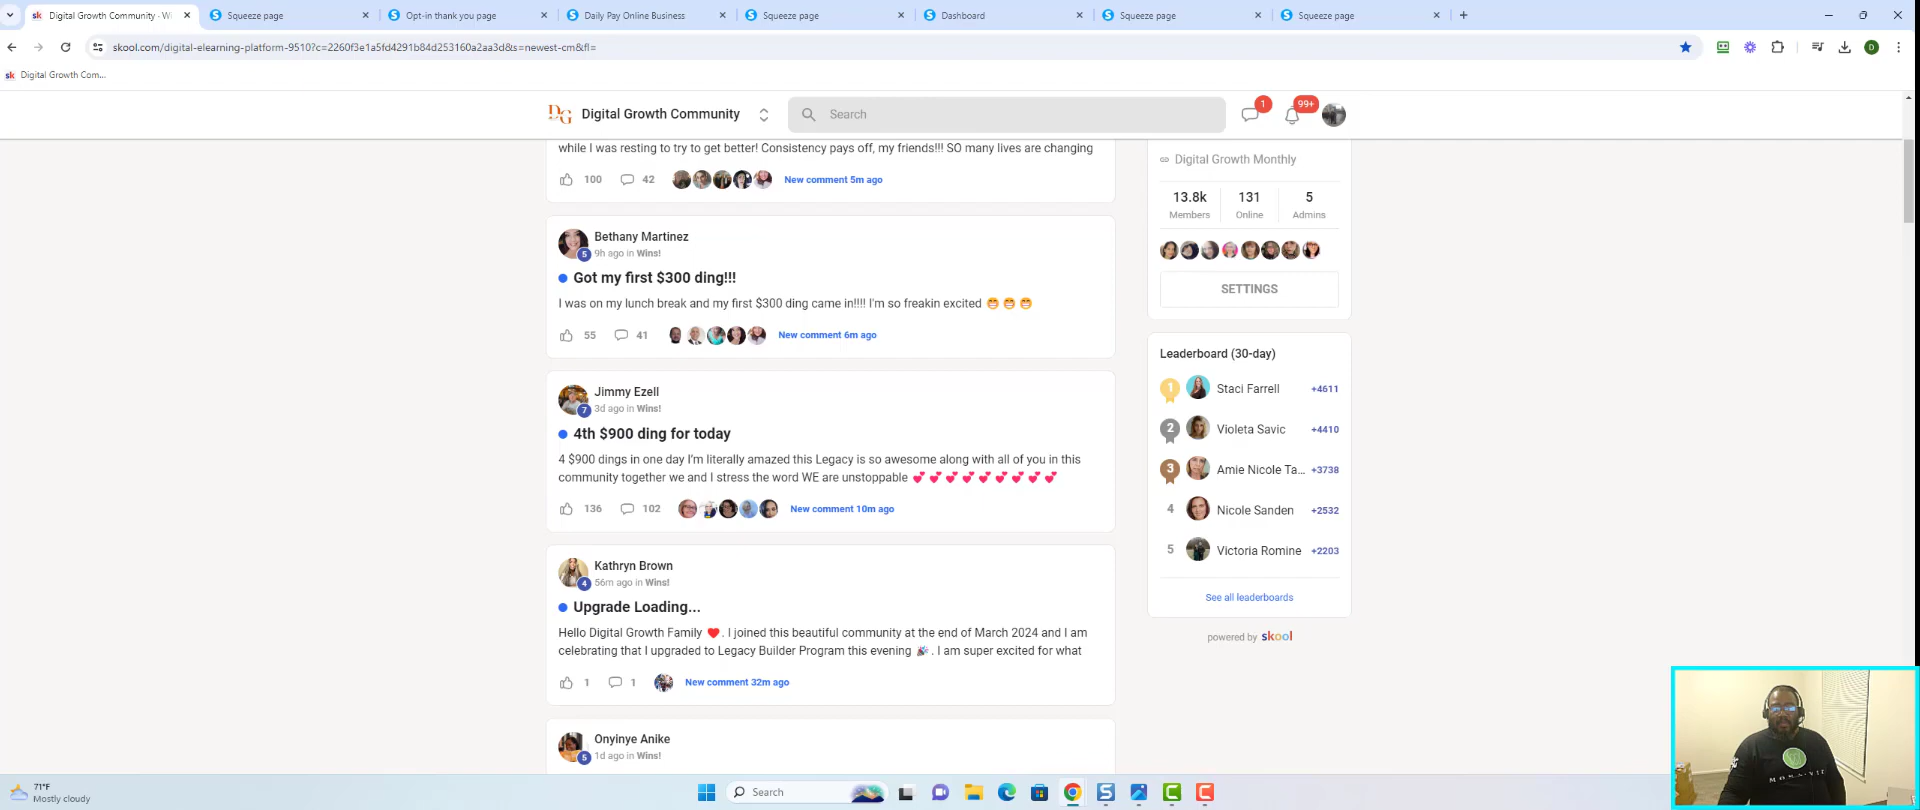 Digital Growth Community - W
Squeeze page
Opt-in thank you page
Daily Pay Online Business
Squeeze page
Dashboard
Squeeze page
Squeeze page
skool.com/digital-elearning-platform-9510?c=2260f3e1a5fd4291b84d253160a2aa3d&s=newest-cm&fl=
D
sk Digital Growth Com...
DG Digital Growth Community
Search
1
99+
while I was resting to try to get better! Consistency pays off, my friends!!! SO many lives are changing
100 42 New comment 5m ago
Bethany Martinez
5 9h ago in Wins!
Got my first $300 ding!!!
I was on my lunch break and my first $300 ding came in!!!! I'm so freakin excited 😁 😁 😁
55 41 New comment 6m ago
Jimmy Ezell
7 3d ago in Wins!
4th $900 ding for today
4 $900 dings in one day I'm literally amazed this Legacy is so awesome along with all of you in this
community together we and I stress the word WE are unstoppable 💕 💕 💕 💕 💕 💕 💕 💕 💕
136 102 New comment 10m ago
Kathryn Brown
4 56m ago in Wins!
Upgrade Loading...
Hello Digital Growth Family ❤️ . I joined this beautiful community at the end of March 2024 and I am
celebrating that I upgraded to Legacy Builder Program this evening 🎉 . I am super excited for what
1 1 New comment 32m ago
Onyinye Anike
5 1d ago in Wins!
Digital Growth Monthly
13.8k 131 5
Members Online Admins
SETTINGS
Leaderboard (30-day)
1 Staci Farrell +4611
2 Violeta Savic +4410
3 Amie Nicole Ta... +3738
4 Nicole Sanden +2532
5 Victoria Romine +2203
See all leaderboards
powered by skool
71°F
Mostly cloudy
Search